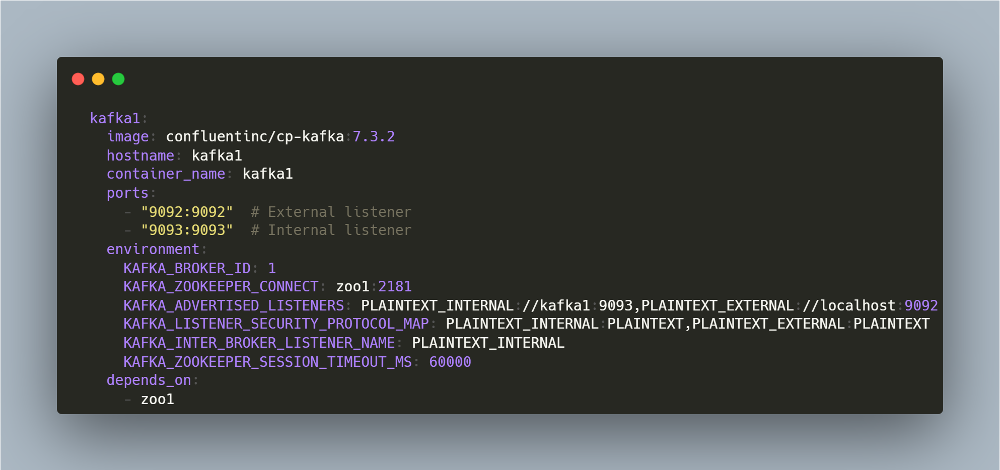 kafka1:
image: confluentinc/cp-kafka:7.3.2
hostname: kafka1
container_name: kafka1
ports:
- "9092:9092"  # External listener
- "9093:9093"  # Internal listener
environment:
KAFKA_BROKER_ID: 1
KAFKA_ZOOKEEPER_CONNECT: zoo1:2181
KAFKA_ADVERTISED_LISTENERS: PLAINTEXT_INTERNAL://kafka1:9093,PLAINTEXT_EXTERNAL://localhost:9092
KAFKA_LISTENER_SECURITY_PROTOCOL_MAP: PLAINTEXT_INTERNAL:PLAINTEXT,PLAINTEXT_EXTERNAL:PLAINTEXT
KAFKA_INTER_BROKER_LISTENER_NAME: PLAINTEXT_INTERNAL
KAFKA_ZOOKEEPER_SESSION_TIMEOUT_MS: 60000
depends_on:
- zoo1